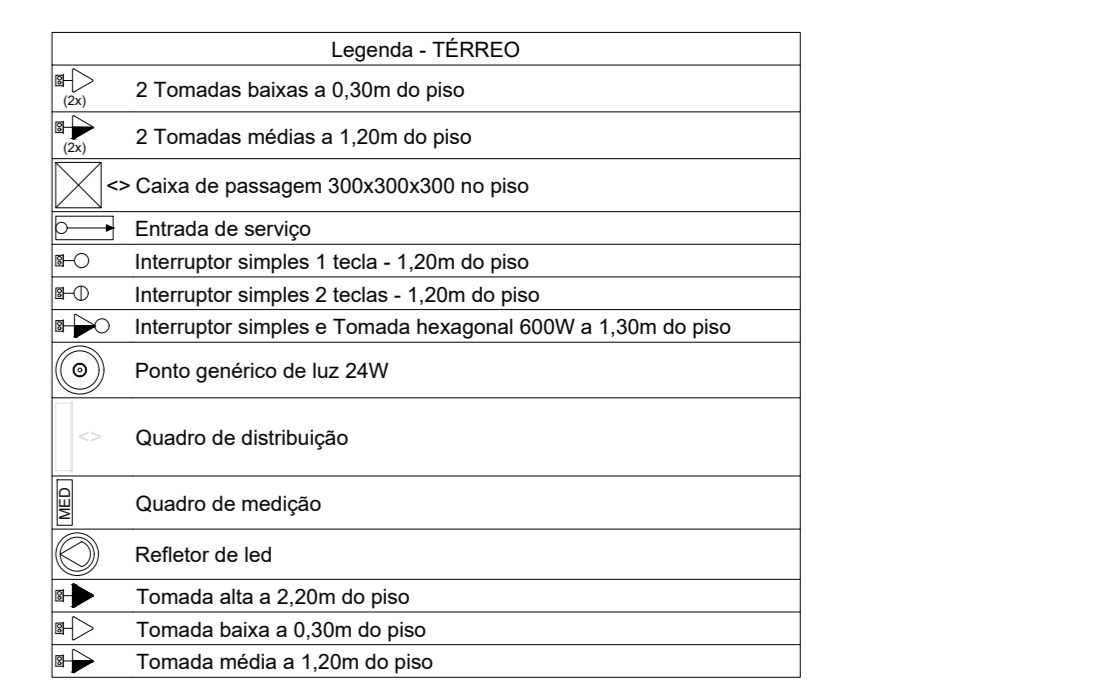 Legenda - TÉRREO
(2x) 2 Tomadas baixas a 0,30m do piso
(2x) 2 Tomadas médias a 1,20m do piso
<> Caixa de passagem 300x300x300 no piso
Entrada de serviço
Interruptor simples 1 tecla - 1,20m do piso
Interruptor simples 2 teclas - 1,20m do piso
Interruptor simples e Tomada hexagonal 600W a 1,30m do piso
Ponto genérico de luz 24W
<> Quadro de distribuição
MED Quadro de medição
Refletor de led
Tomada alta a 2,20m do piso
Tomada baixa a 0,30m do piso
Tomada média a 1,20m do piso